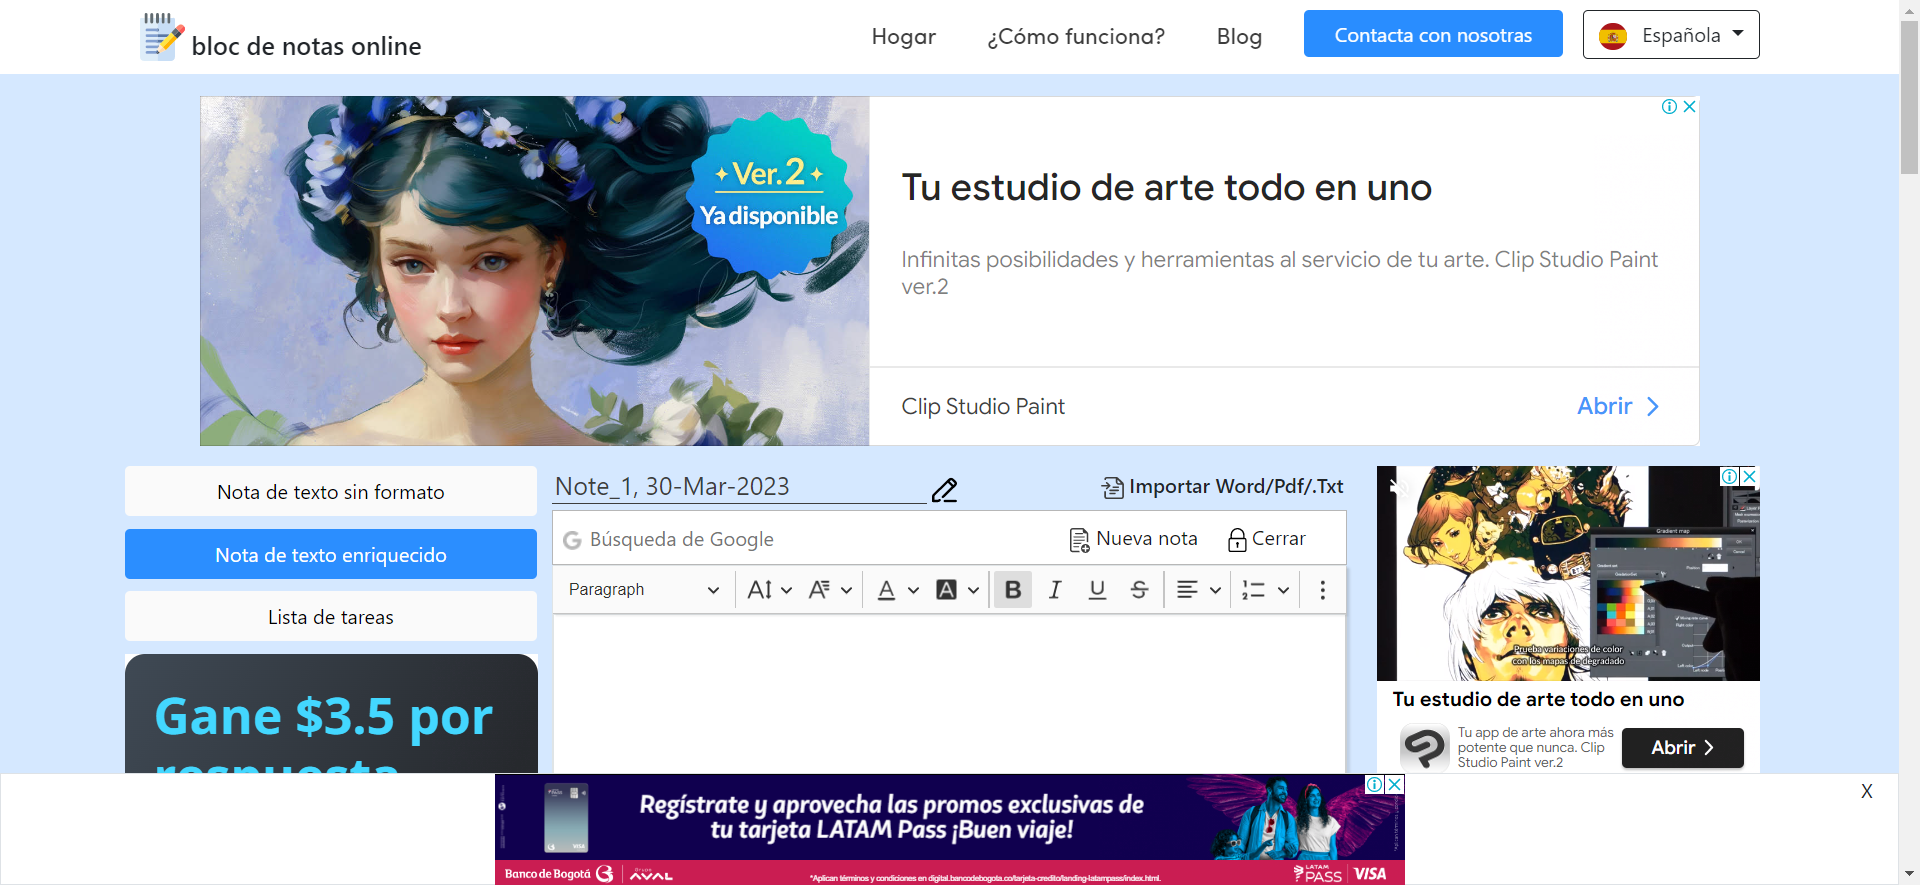 bloc de notas online
Hogar
¿Cómo funciona?
Blog
Contacta con nosotras
Española
Ver.2
Ya disponible
Tu estudio de arte todo en uno
Infinitas posibilidades y herramientas al servicio de tu arte. Clip Studio Paint
ver.2
Clip Studio Paint
Abrir
Nota de texto sin formato
Nota de texto enriquecido
Lista de tareas
Gane $3.5 por
respuesta
Note_1, 30-Mar-2023
Importar Word/Pdf/.Txt
Búsqueda de Google
Nueva nota
Cerrar
Paragraph
Gradient map
Prueba variaciones de color
con los mapas de degradado
Tu estudio de arte todo en uno
Tu app de arte ahora más
potente que nunca. Clip
Studio Paint ver.2
Abrir
X
Regístrate y aprovecha las promos exclusivas de
tu tarjeta LATAM Pass ¡Buen viaje!
Banco de Bogotá
Grupo
AVAL
*Aplican términos y condiciones en digital.bancodebogota.co/tarjeta-credito/landing-latampass/index.html.
LATAM
PASS
VISA